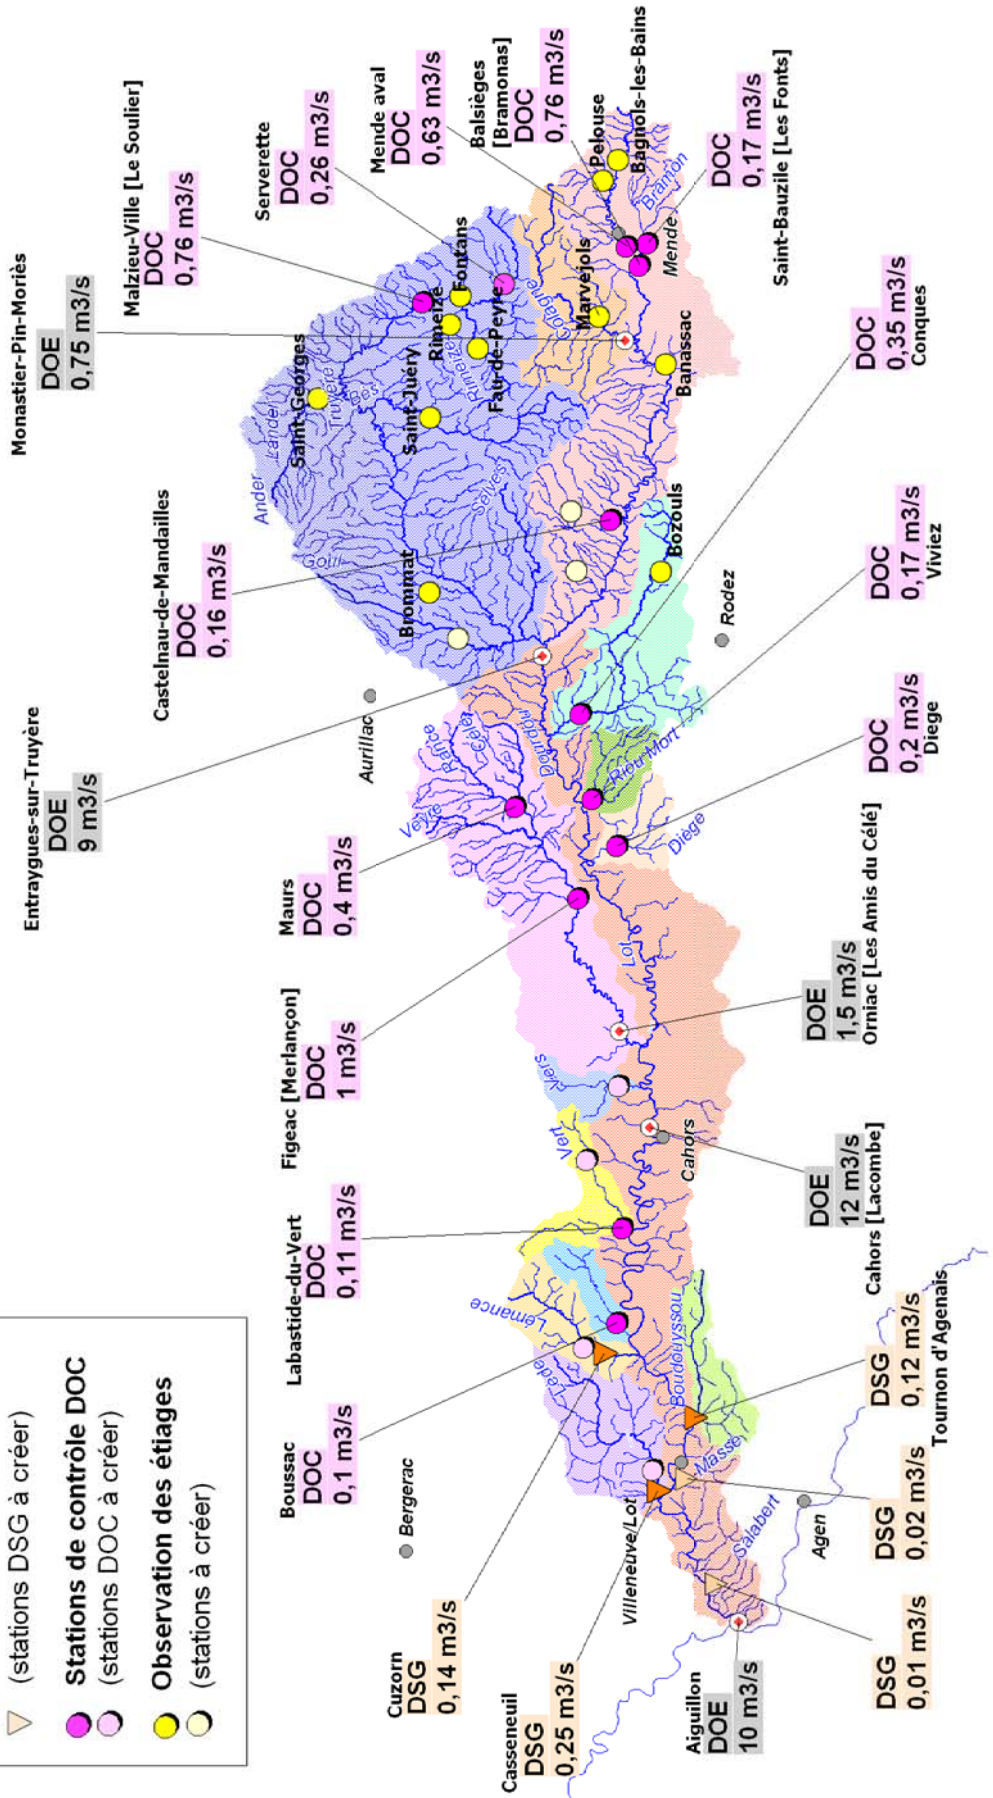 (stations DSG à créer)
Stations de contrôle DOC
(stations DOC à créer)
Observation des étiages
(stations à créer)
Monastier-Pin-Moriès
DOE
0,75 m3/s
Malzieu-Ville [Le Soulier]
DOC
0,76 m3/s
Serverette
DOC
0,26 m3/s
Mende aval
DOC
0,63 m3/s
Balsièges
[Bramonas]
DOC
0,76 m3/s
Entraygues-sur-Truyère
DOE
9 m3/s
Castelnau-de-Mandailles
DOC
0,16 m3/s
Maurs
DOC
0,4 m3/s
Figeac [Merlançon]
DOC
1 m3/s
Labastide-du-Vert
DOC
0,11 m3/s
Boussac
DOC
0,1 m3/s
Cuzorn
DSG
0,14 m3/s
Casseneuil
DSG
0,25 m3/s
Aiguillon
DOE
10 m3/s
Bergerac
Aurillac
Villeneuve/Lot
Agen
Cahors
Rodez
Mende
Saint-Georges
Saint-Juéry
Rimeize
Fontans
Fau-de-Peyre
Marvejols
Pelouse
Bagnols-les-Bains
Banassac
Brommat
Bozouls
Ander
Lander
Truyère
Bès
Rimeize
Goul
Selves
Colagne
Bramon
Rance
Célé
Veyre
Dourdou
Riou Mort
Diège
Lot
Vers
Vert
Lémance
Lède
Boudouyssou
Masse
Salabert
DSG
0,01 m3/s
DSG
0,02 m3/s
DSG
0,12 m3/s
Tournon d'Agenais
DOE
12 m3/s
Cahors [Lacombe]
DOE
1,5 m3/s
Orniac [Les Amis du Célé]
DOC
0,2 m3/s
Diege
DOC
0,17 m3/s
Viviez
DOC
0,35 m3/s
Conques
DOC
0,17 m3/s
Saint-Bauzile [Les Fonts]